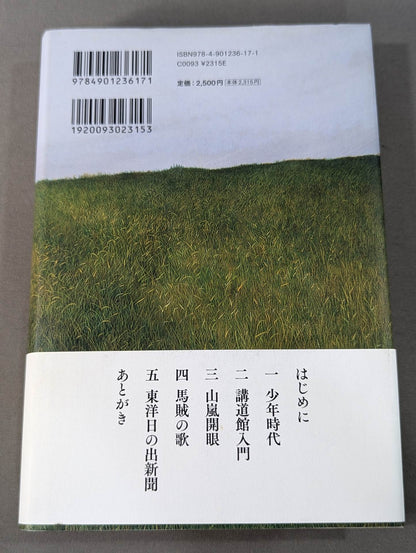 9784901236171
1920093023153
ISBN978-4-901236-17-1
C0093 ¥2315E
定価：2,500円 本体2,315円
はじめに
一 少年時代
二 講道館入門
三 山嵐開眼
四 馬賊の歌
五 東洋日の出新聞
あとがき